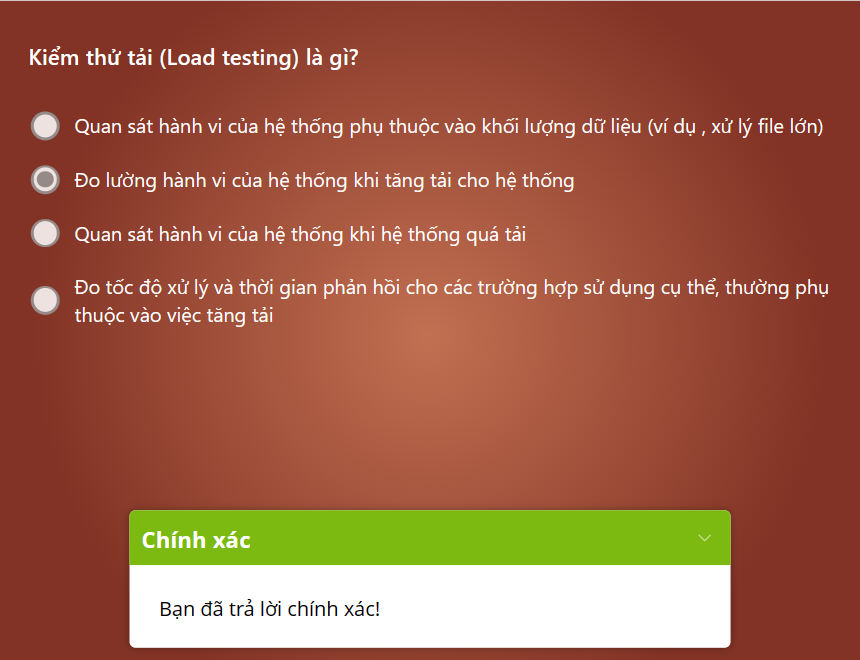 Kiểm thử tải (Load testing) là gì?
Quan sát hành vi của hệ thống phụ thuộc vào khối lượng dữ liệu (ví dụ , xử lý file lớn)
Đo lường hành vi của hệ thống khi tăng tải cho hệ thống
Quan sát hành vi của hệ thống khi hệ thống quá tải
Đo tốc độ xử lý và thời gian phản hồi cho các trường hợp sử dụng cụ thể, thường phụ
thuộc vào việc tăng tải
Chính xác
Bạn đã trả lời chính xác!